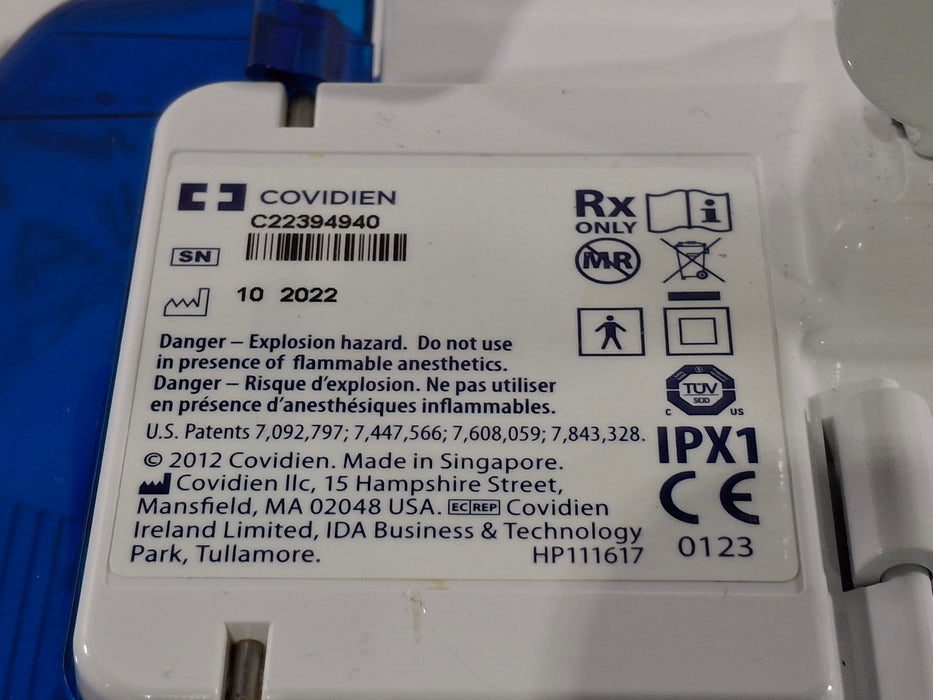 COVIDIEN
C22394940
SN
10 2022
Rx
ONLY
i
MR
Danger – Explosion hazard. Do not use
in presence of flammable anesthetics.
Danger – Risque d'explosion. Ne pas utiliser
en présence d'anesthésiques inflammables.
TÜV
SÜD
C US
U.S. Patents 7,092,797; 7,447,566; 7,608,059; 7,843,328.
IPX1
© 2012 Covidien. Made in Singapore.
Covidien llc, 15 Hampshire Street,
Mansfield, MA 02048 USA. EC REP Covidien
Ireland Limited, IDA Business & Technology
Park, Tullamore. HP111617
CE
0123